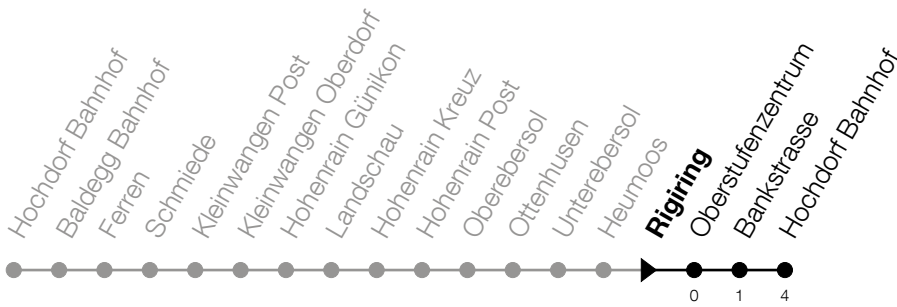 Hochdorf Bahnhof
Baldegg Bahnhof
Ferren
Schmiede
Kleinwangen Post
Kleinwangen Oberdorf
Hohenrain Günikon
Landschau
Hohenrain Kreuz
Hohenrain Post
Oberebersol
Ottenhusen
Unterebersol
Heumoos
Rigiring
Oberstufenzentrum
Bankstrasse
Hochdorf Bahnhof
0 1 4